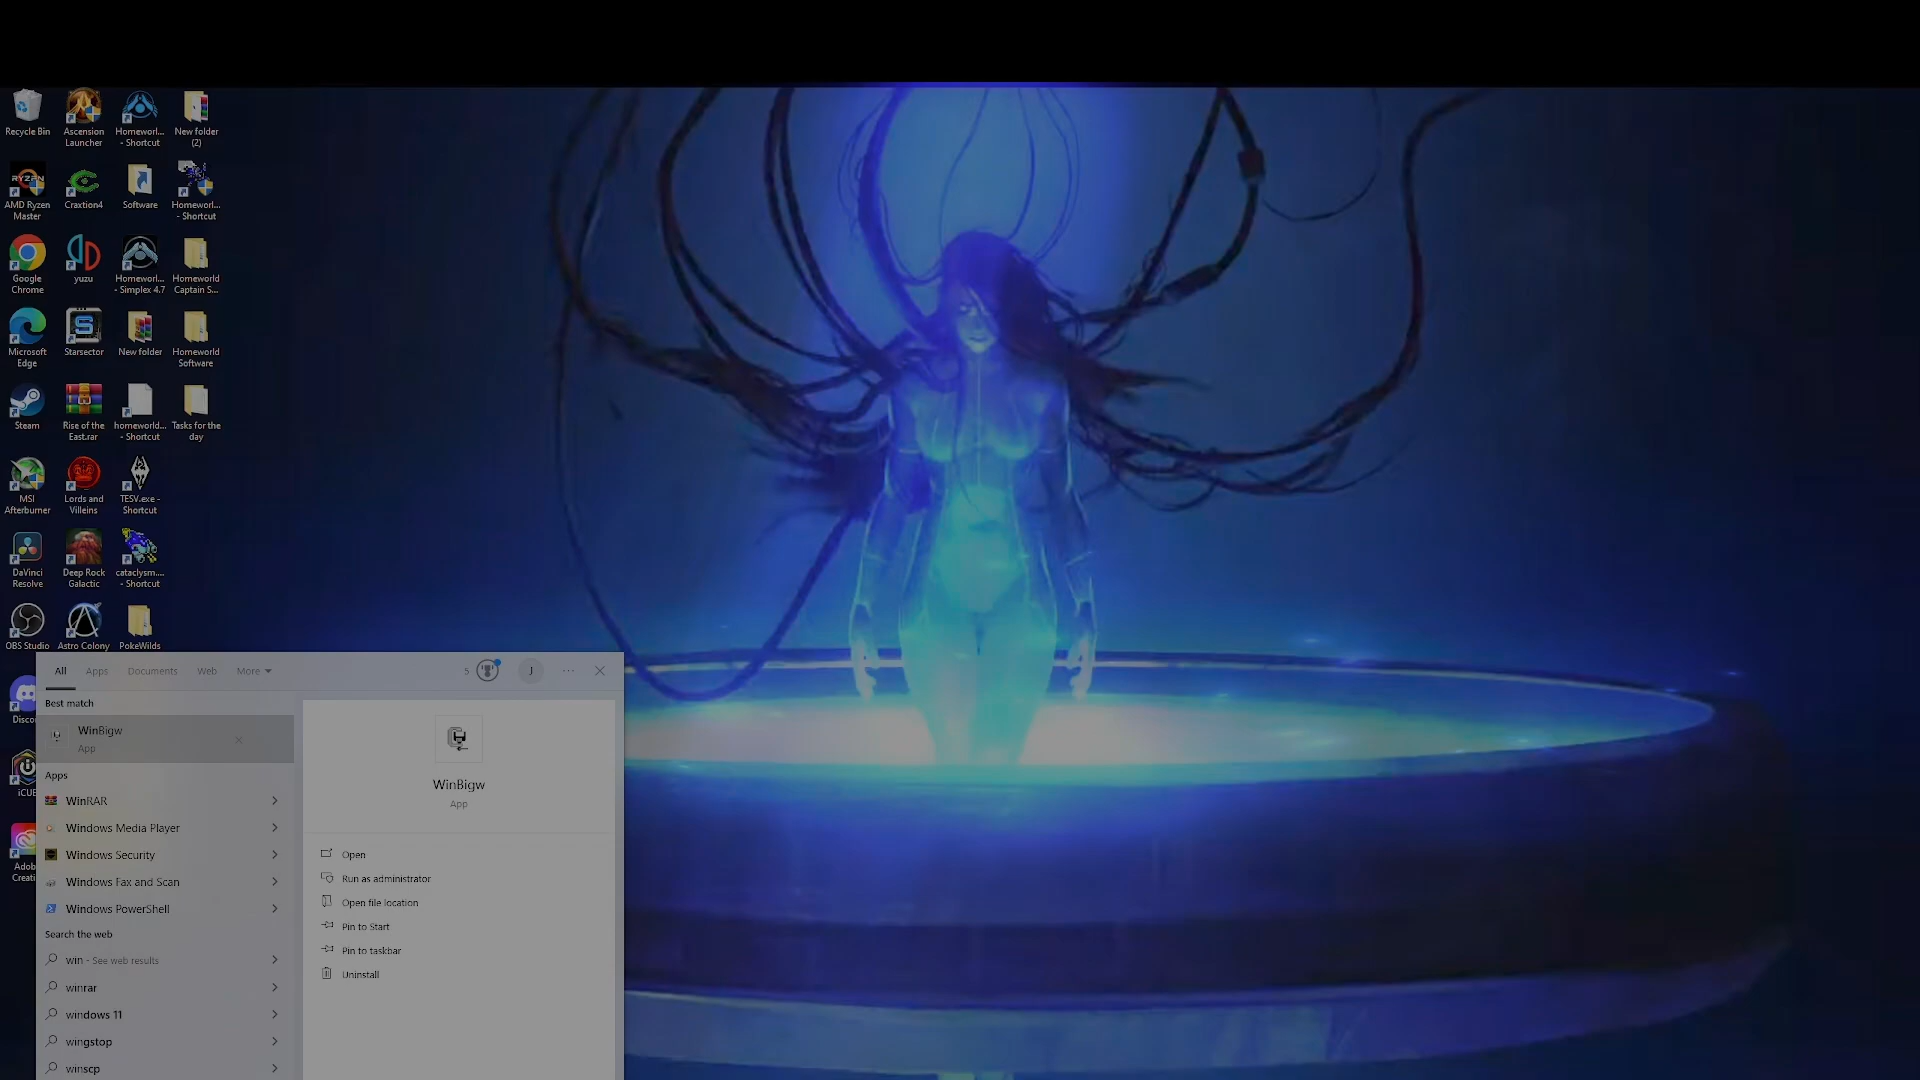 Recycle Bin
Ascension
Launcher
Homeworl...
- Shortcut
New folder
(2)
AMD Ryzen
Master
Craxtion4
Software
Homeworl...
- Shortcut
Google
Chrome
yuzu
Homeworl...
- Simplex 4.7
Homeworld
Captain S...
Microsoft
Edge
Starsector
New folder
Homeworld
Software
Steam
Rise of the
East.rar
homeworld...
- Shortcut
Tasks for the
day
MSI
Afterburner
Lords and
Villeins
TESV.exe -
Shortcut
DaVinci
Resolve
Deep Rock
Galactic
cataclysm....
- Shortcut
OBS Studio
Astro Colony
PokeWilds
Disco
iCUE
Adob
Creati
All Apps Documents Web More 5 J ...
Best match
WinBigw
App
Apps
WinRAR
Windows Media Player
Windows Security
Windows Fax and Scan
Windows PowerShell
Search the web
win - See web results
winrar
windows 11
wingstop
winscp
WinBigw
App
Open
Run as administrator
Open file location
Pin to Start
Pin to taskbar
Uninstall